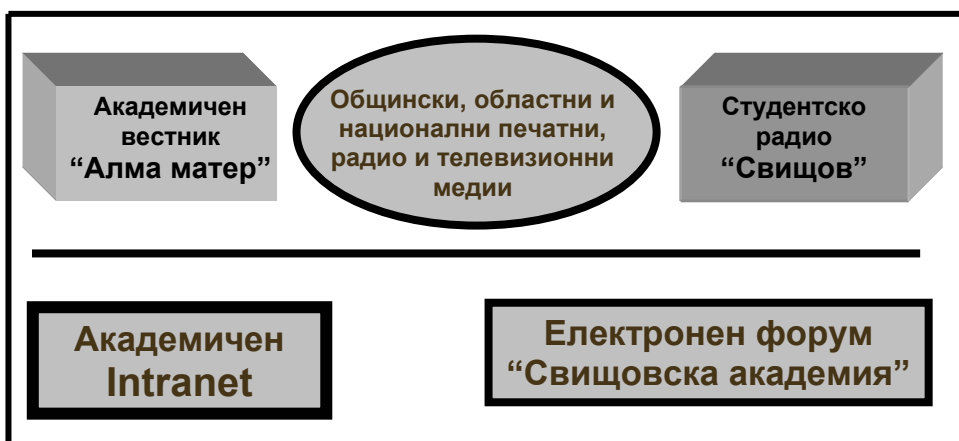 Академичен
вестник
“Алма матер”
Общински, областни и
национални печатни,
радио и телевизионни
медии
Студентско
радио
“Свищов”
Академичен
Intranet
Електронен форум
“Свищовска академия”